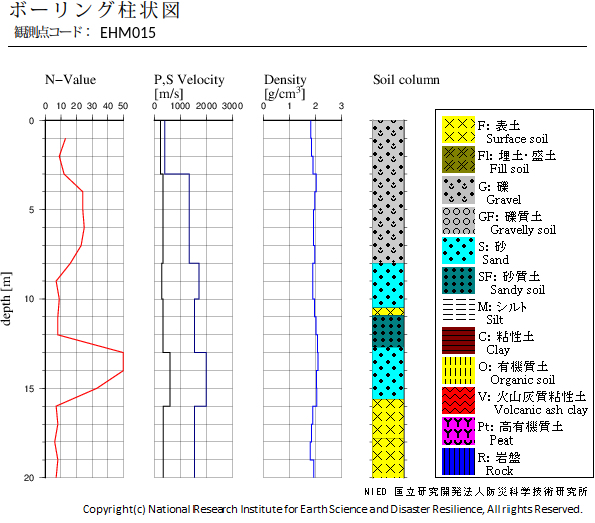 ボーリング柱状図
観測点コード： EHM015
N−Value
P,S Velocity
[m/s]
Density
[g/cm3]
Soil column
0 10 20 30 40 50
0 1000 2000 3000
0 1 2 3
0
5
10
15
20
depth [m]
F: 表土
Surface soil
Fl: 埋土・盛土
Fill soil
G: 礫
Gravel
GF: 礫質土
Gravelly soil
S: 砂
Sand
SF: 砂質土
Sandy soil
M: シルト
Silt
C: 粘性土
Clay
O: 有機質土
Organic soil
V: 火山灰質粘性土
Volcanic ash clay
Pt: 高有機質土
Peat
R: 岩盤
Rock
NIED 国立研究開発法人防災科学技術研究所
Copyright(c) National Research Institute for Earth Science and Disaster Resilience, All rights Reserved.